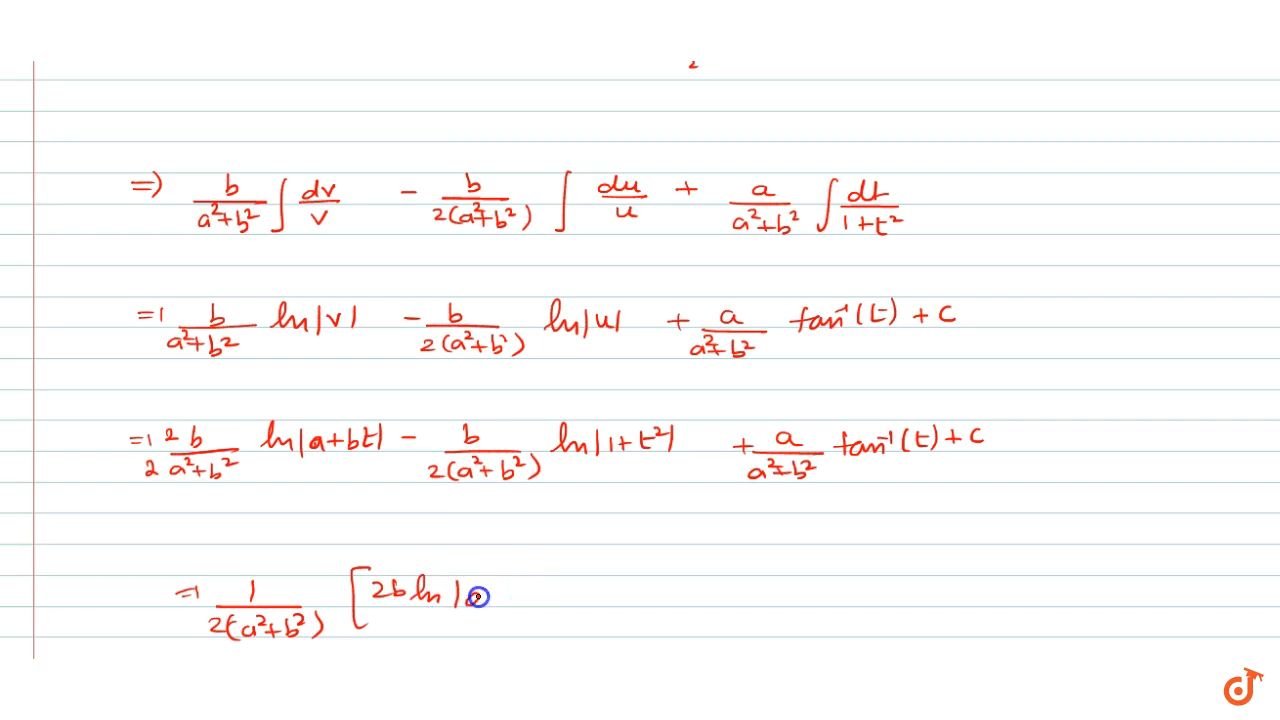 2
=) b/(a²+b²) ∫ dv/v - b/(2(a²+b²)) ∫ du/u + a/(a²+b²) ∫ dt/(1+t²)
=) b/(a²+b²) ln|v| - b/(2(a²+b²)) ln|u| + a/(a²+b²) tan⁻¹(t) + c
=) 2b/(2(a²+b²)) ln|a+bt| - b/(2(a²+b²)) ln|1+t²| + a/(a²+b²) tan⁻¹(t) + c
=) 1/(2(a²+b²)) [2b ln|